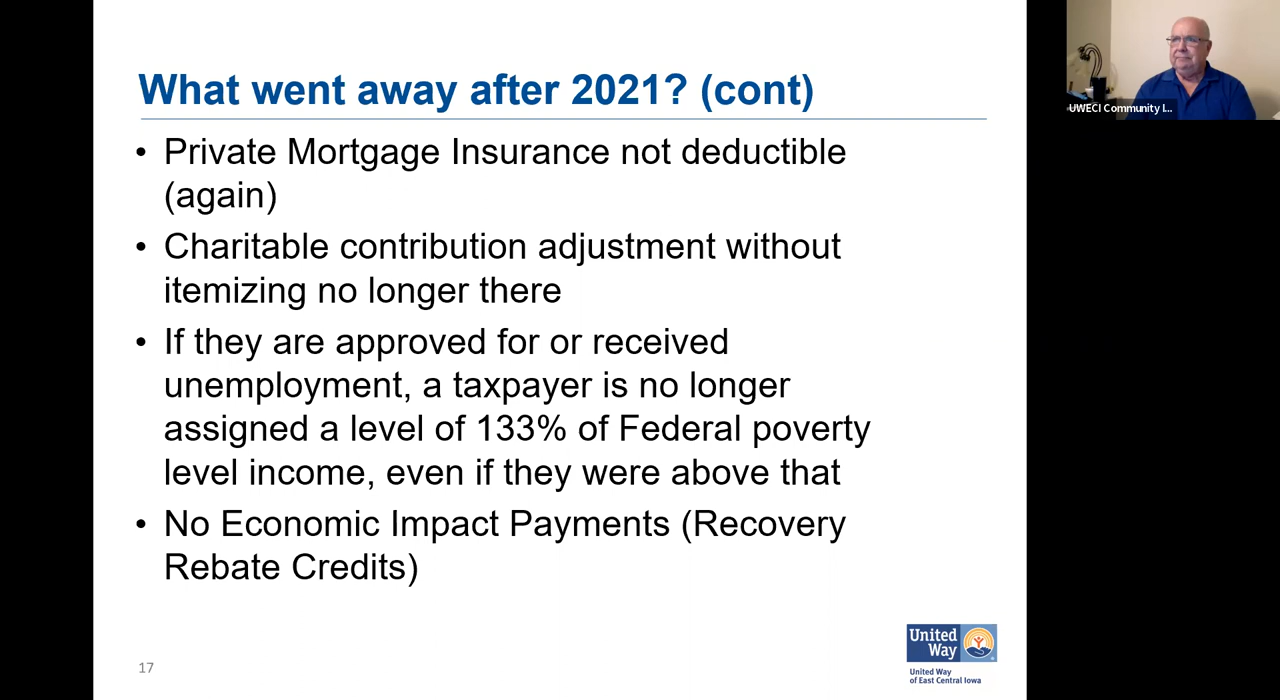 What went away after 2021? (cont)
• Private Mortgage Insurance not deductible
(again)
• Charitable contribution adjustment without
itemizing no longer there
• If they are approved for or received
unemployment, a taxpayer is no longer
assigned a level of 133% of Federal poverty
level income, even if they were above that
• No Economic Impact Payments (Recovery
Rebate Credits)
17
United
Way
United Way
of East Central Iowa
UWECI Community I...